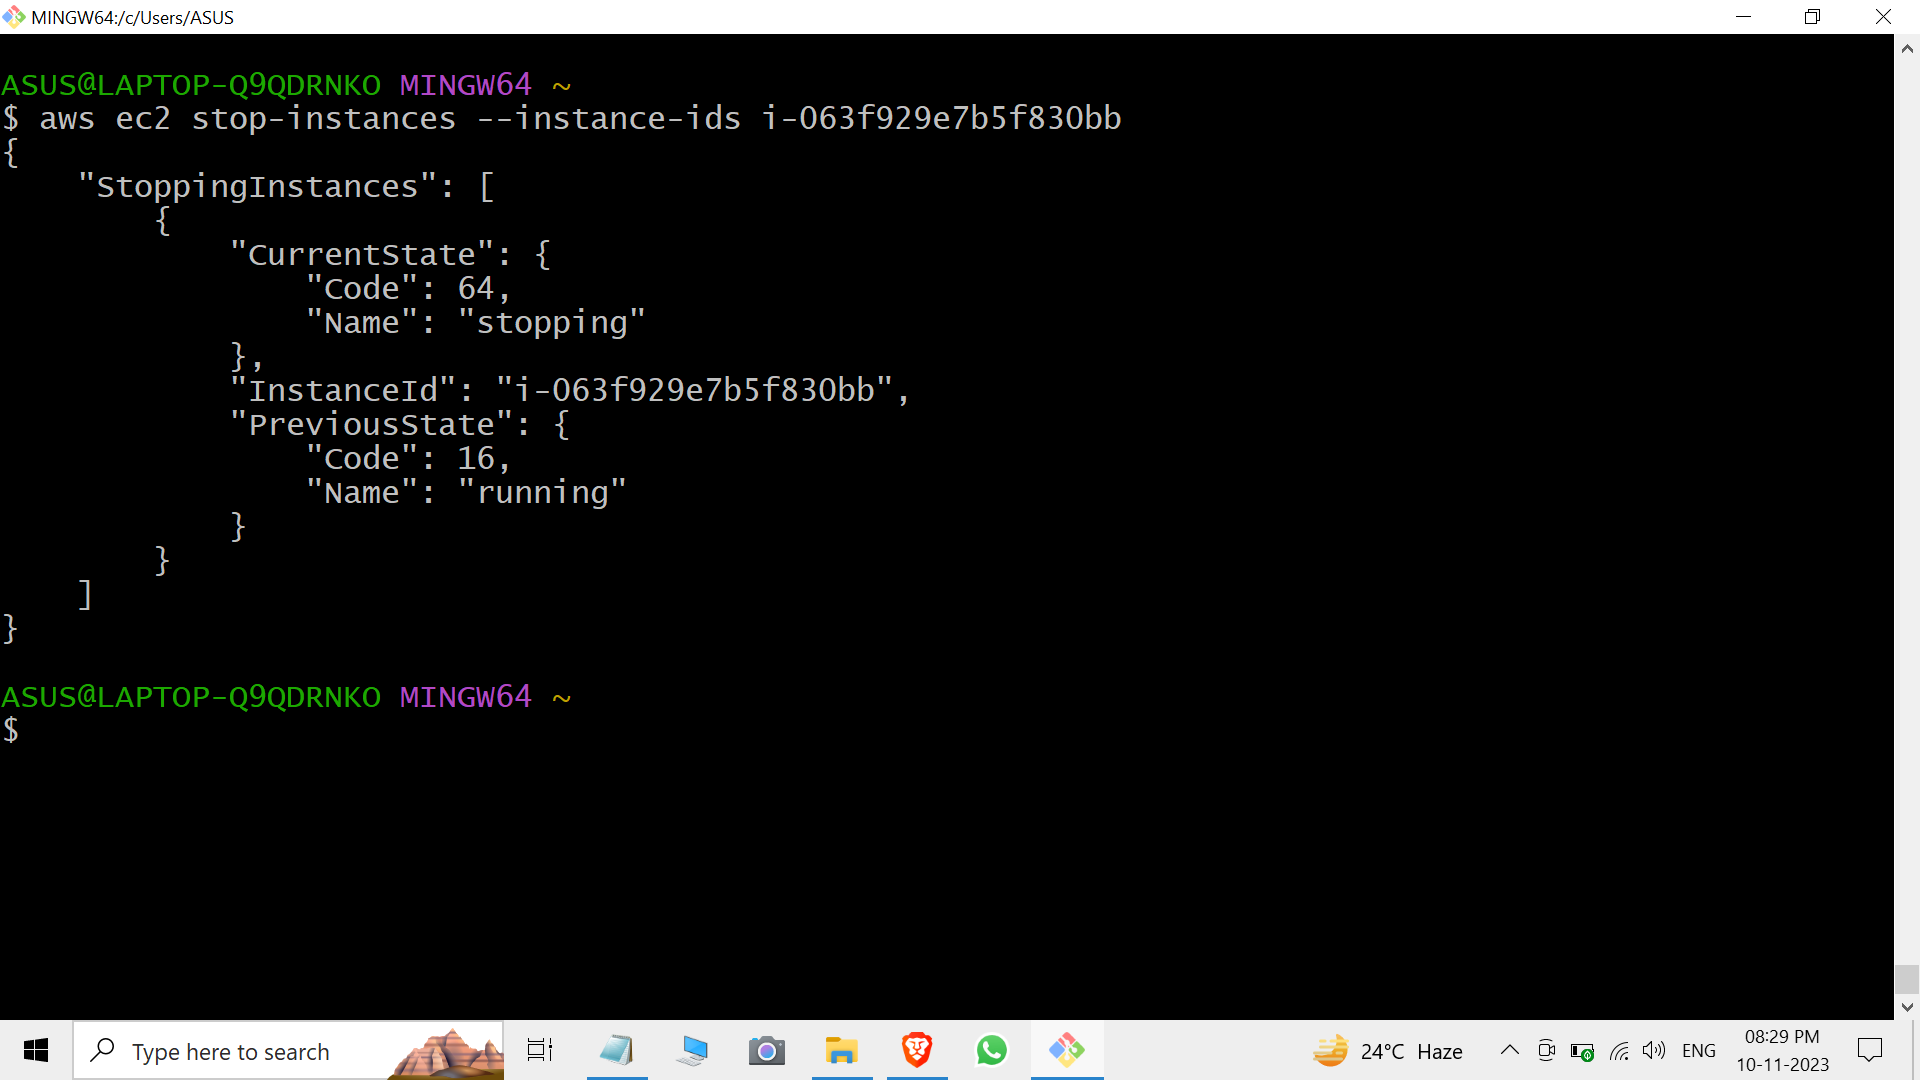 MINGW64:/c/Users/ASUS
ASUS@LAPTOP-Q9QDRNKO MINGW64 ~
$ aws ec2 stop-instances --instance-ids i-063f929e7b5f830bb
{
    "StoppingInstances": [
        {
            "CurrentState": {
                "Code": 64,
                "Name": "stopping"
            },
            "InstanceId": "i-063f929e7b5f830bb",
            "PreviousState": {
                "Code": 16,
                "Name": "running"
            }
        }
    ]
}
ASUS@LAPTOP-Q9QDRNKO MINGW64 ~
$
Type here to search
24°C Haze
ENG
08:29 PM
10-11-2023